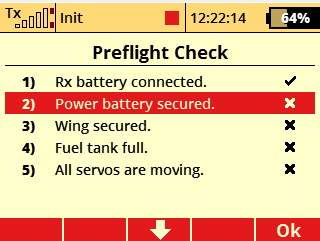 Tx Init 12:22:14 64%
Preflight Check
1) Rx battery connected.
2) Power battery secured.
3) Wing secured.
4) Fuel tank full.
5) All servos are moving.
Ok